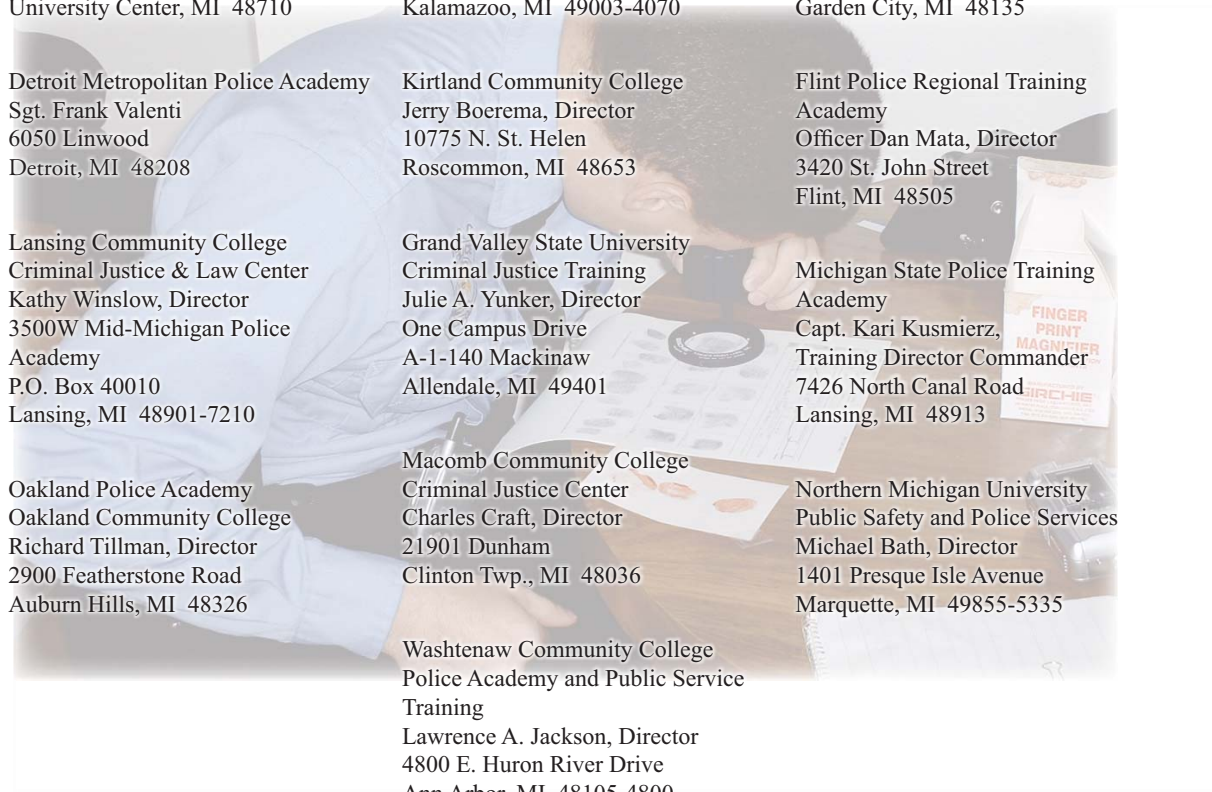 University Center, MI  48710
Kalamazoo, MI  49003-4070
Garden City, MI  48135
Detroit Metropolitan Police Academy
Sgt. Frank Valenti
6050 Linwood
Detroit, MI  48208
Kirtland Community College
Jerry Boerema, Director
10775 N. St. Helen
Roscommon, MI  48653
Flint Police Regional Training
Academy
Officer Dan Mata, Director
3420 St. John Street
Flint, MI  48505
Lansing Community College
Criminal Justice & Law Center
Kathy Winslow, Director
3500W Mid-Michigan Police
Academy
P.O. Box 40010
Lansing, MI  48901-7210
Grand Valley State University
Criminal Justice Training
Julie A. Yunker, Director
One Campus Drive
A-1-140 Mackinaw
Allendale, MI  49401
Michigan State Police Training
Academy
Capt. Kari Kusmierz,
Training Director Commander
7426 North Canal Road
Lansing, MI  48913
FINGER
PRINT
MAGNIFIER
SIRCHIE
Oakland Police Academy
Oakland Community College
Richard Tillman, Director
2900 Featherstone Road
Auburn Hills, MI  48326
Macomb Community College
Criminal Justice Center
Charles Craft, Director
21901 Dunham
Clinton Twp., MI  48036
Northern Michigan University
Public Safety and Police Services
Michael Bath, Director
1401 Presque Isle Avenue
Marquette, MI  49855-5335
Washtenaw Community College
Police Academy and Public Service
Training
Lawrence A. Jackson, Director
4800 E. Huron River Drive
Ann Arbor, MI  48105-4800